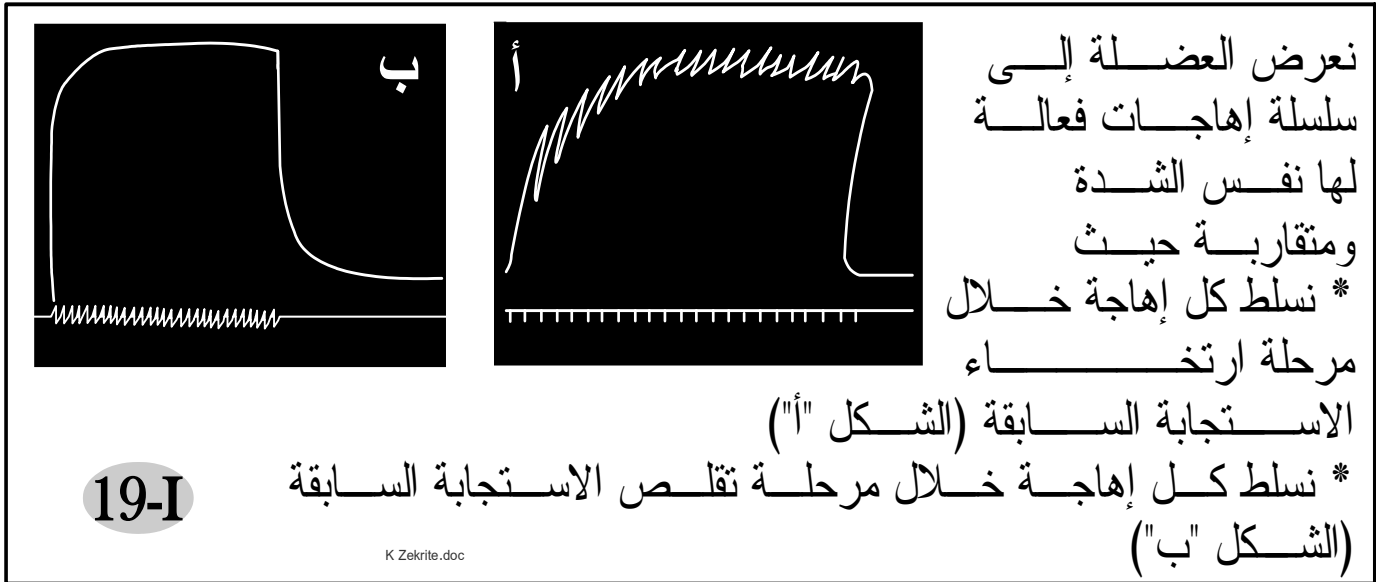 نعرض العضلة إلى
سلسلة إهاجات فعالة
لها نفس الشدة
ومتقاربة حيث
* نسلط كل إهاجة خلال
مرحلة ارتخاء
الاستجابة السابقة (الشكل "أ")
* نسلط كل إهاجة خلال مرحلة تقلص الاستجابة السابقة
(الشكل "ب")
أ
ب
19-I
K Zekrite.doc